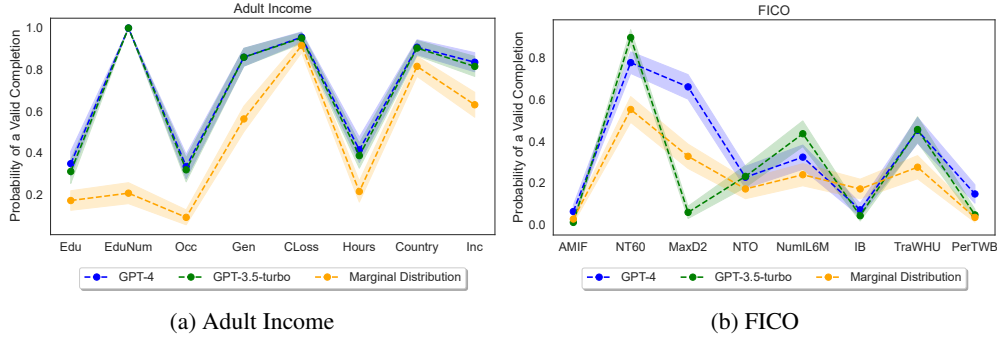 Adult Income
Probability of a Valid Completion
1.0
0.8
0.6
0.4
0.2
Edu EduNum Occ Gen CLoss Hours Country Inc
GPT-4 GPT-3.5-turbo Marginal Distribution
(a) Adult Income
FICO
Probability of a Valid Completion
0.8
0.6
0.4
0.2
0.0
AMIF NT60 MaxD2 NTO NumIL6M IB TraWHU PerTWB
GPT-4 GPT-3.5-turbo Marginal Distribution
(b) FICO